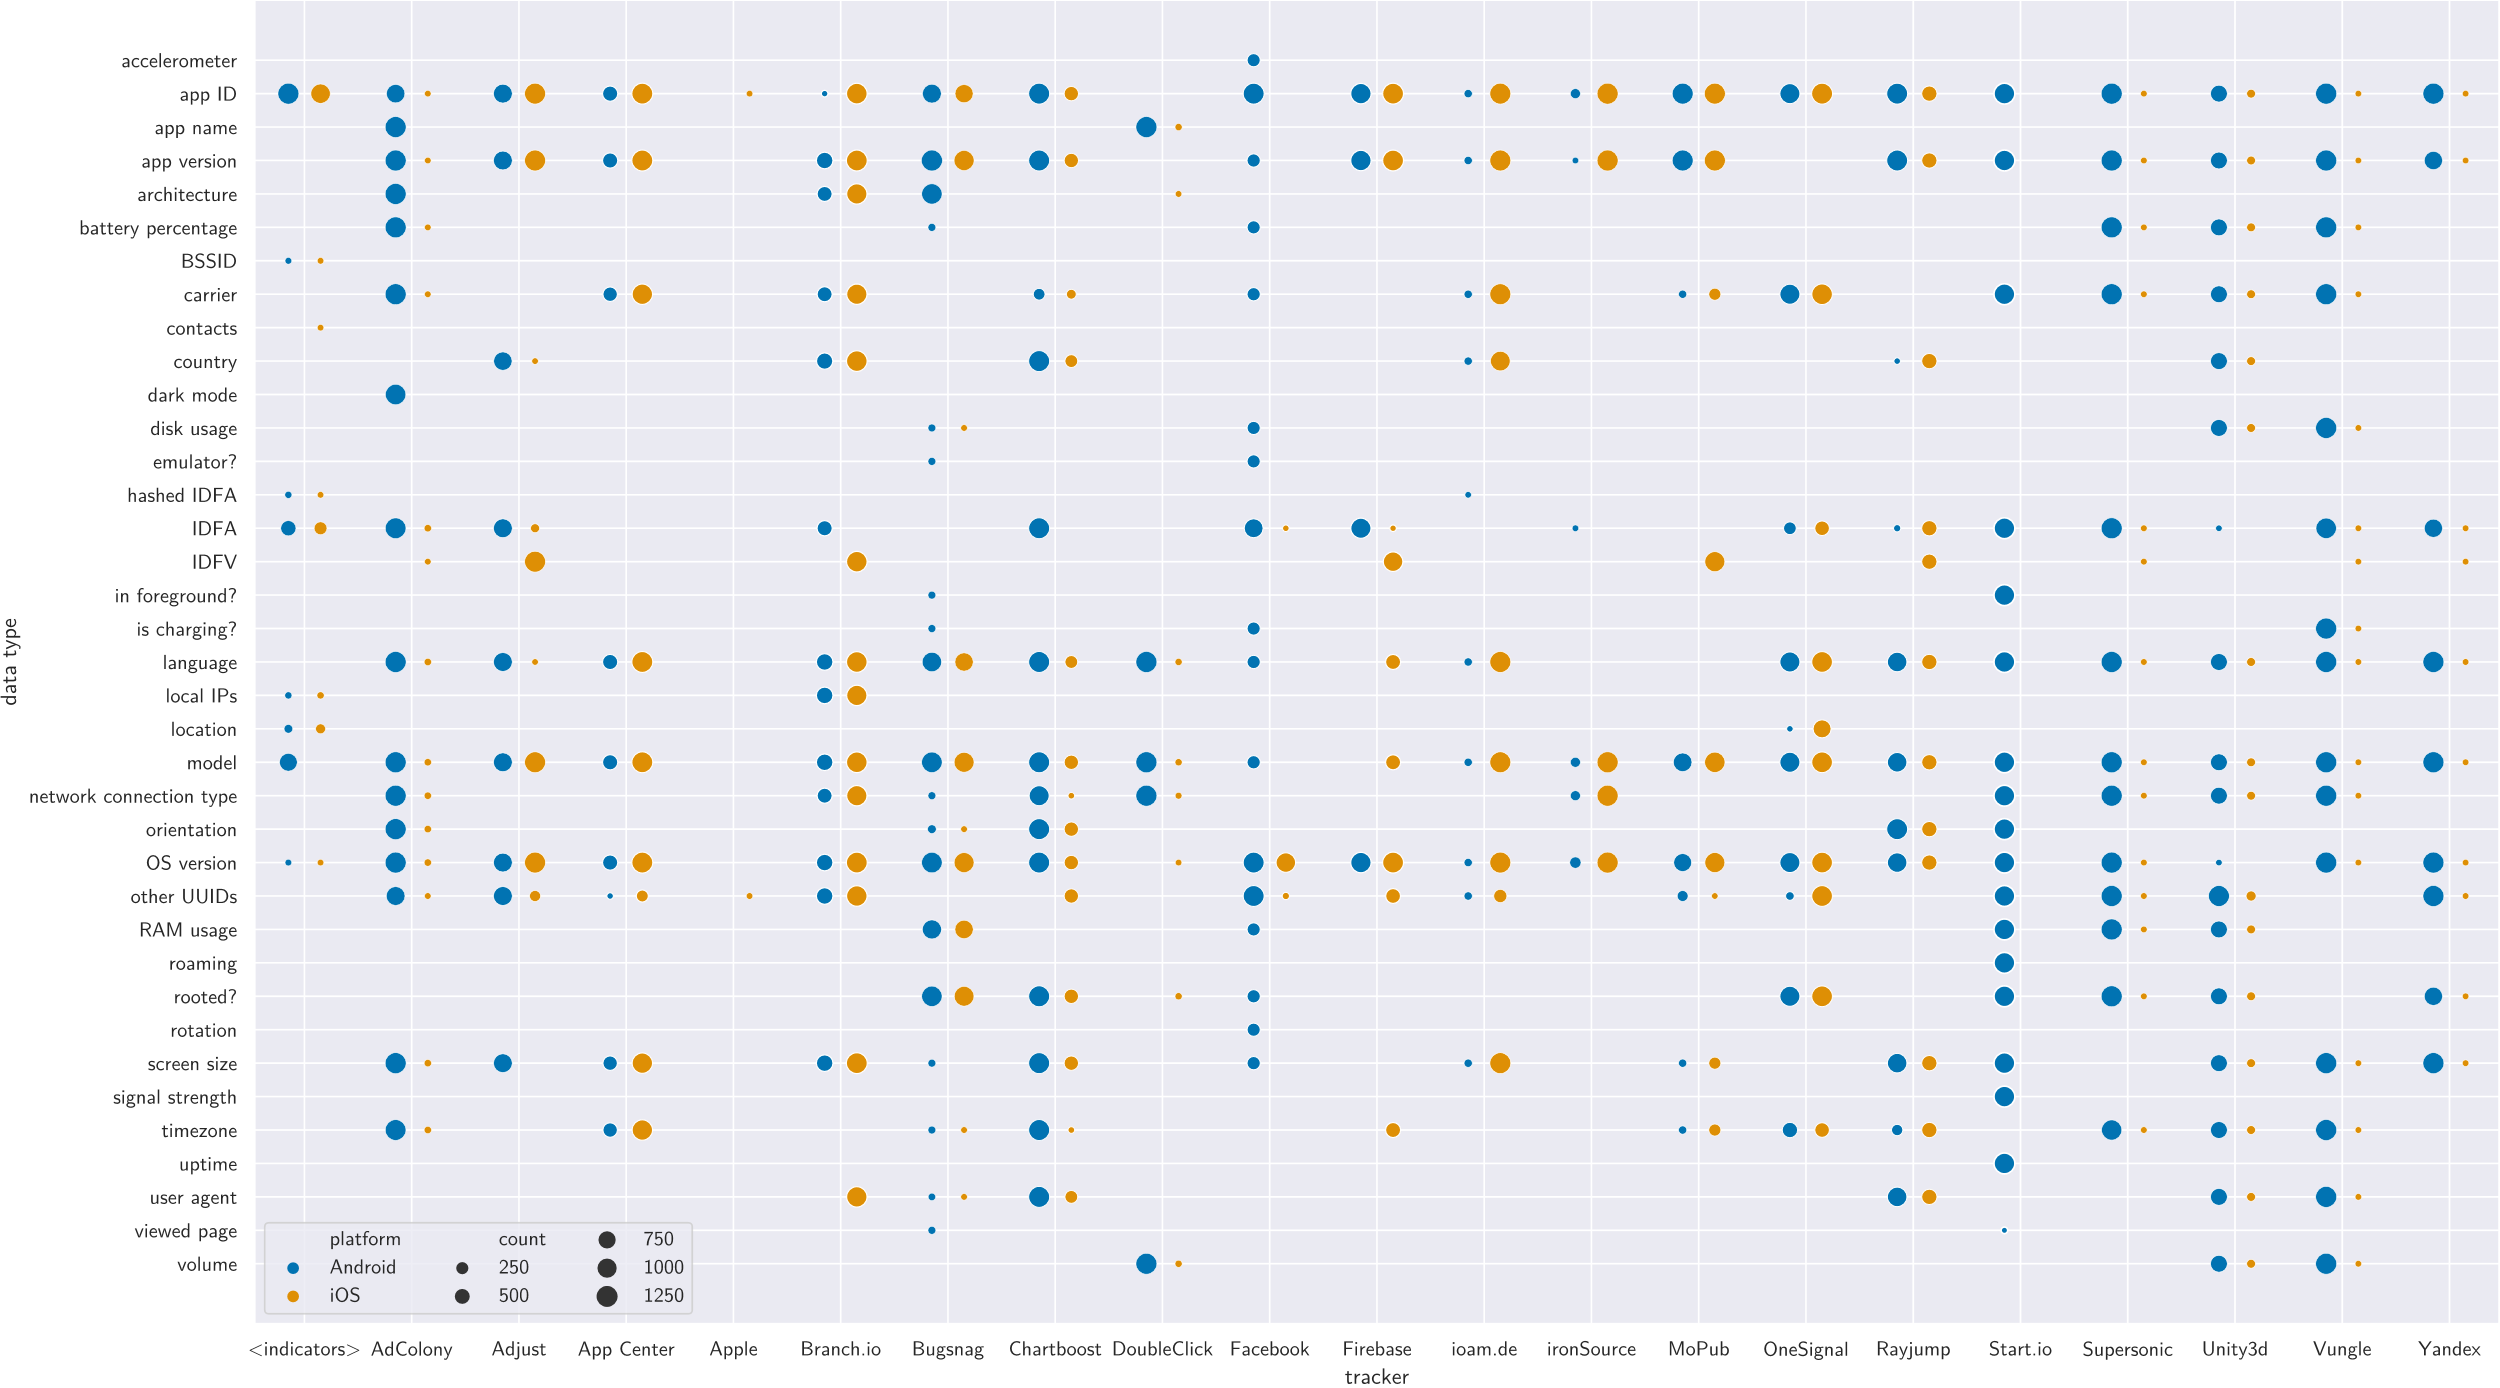 accelerometer
app ID
app name
app version
architecture
battery percentage
BSSID
carrier
contacts
country
dark mode
disk usage
emulator?
hashed IDFA
IDFA
IDFV
in foreground?
is charging?
language
local IPs
location
model
network connection type
orientation
OS version
other UUIDs
RAM usage
roaming
rooted?
rotation
screen size
signal strength
timezone
uptime
user agent
viewed page
volume
data type
platform count 750
Android 250 1000
iOS 500 1250
<indicators> AdColony Adjust App Center Apple Branch.io Bugsnag Chartboost DoubleClick Facebook Firebase ioam.de ironSource MoPub OneSignal Rayjump Start.io Supersonic Unity3d Vungle Yandex
tracker